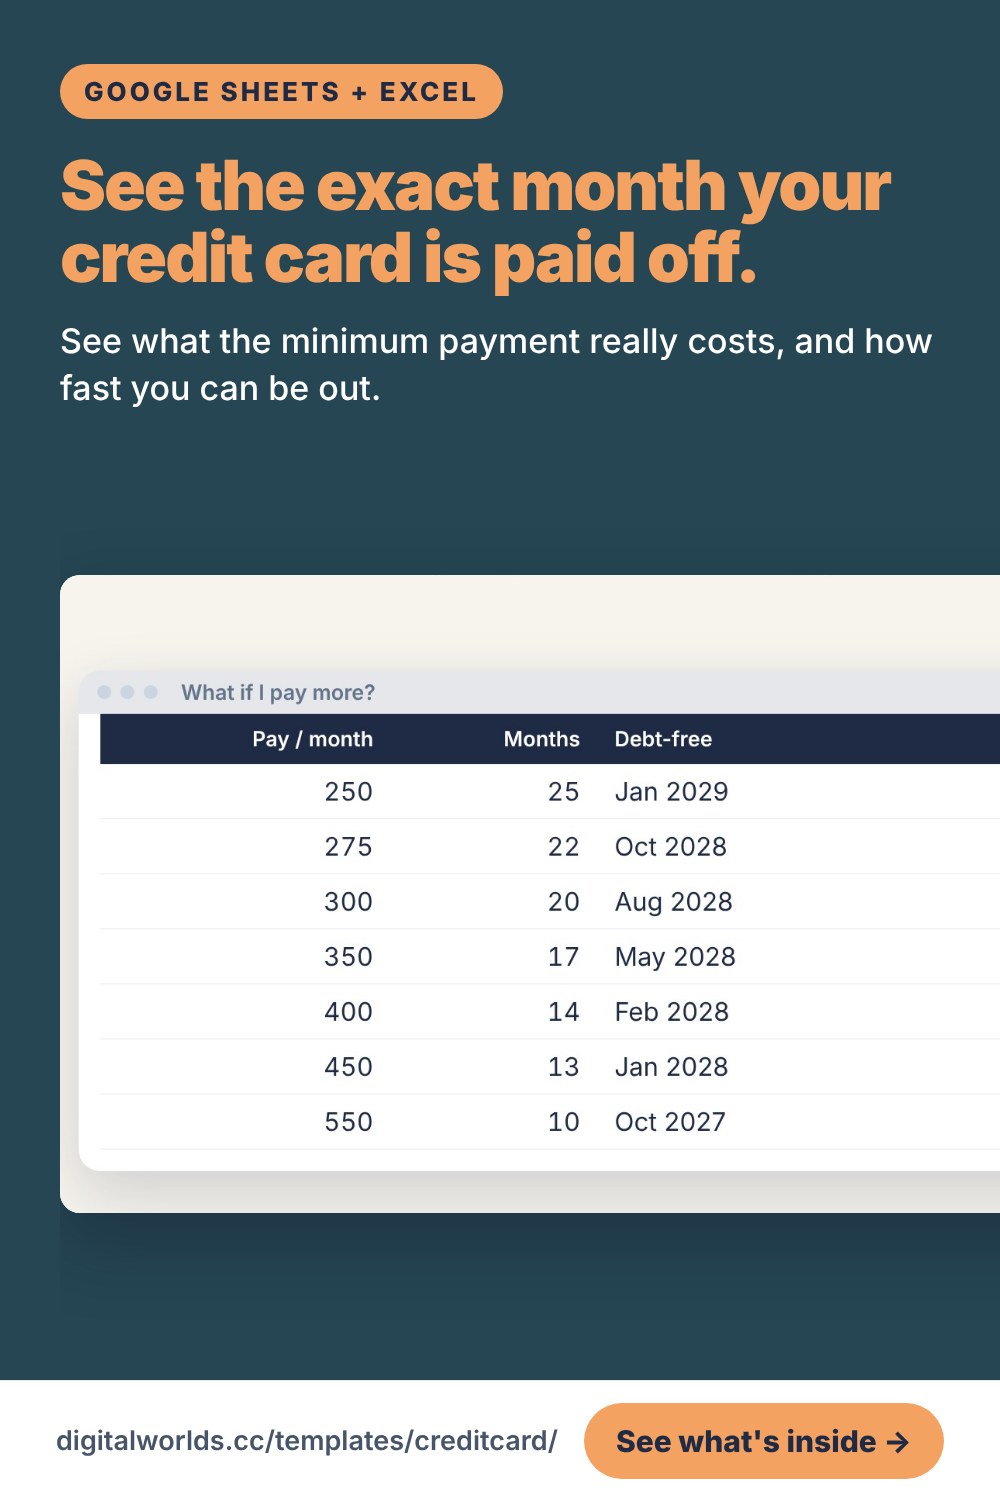 GOOGLE SHEETS + EXCEL
See the exact month your
credit card is paid off.
See what the minimum payment really costs, and how
fast you can be out.
What if I pay more?
Pay / month Months Debt-free
250 25 Jan 2029
275 22 Oct 2028
300 20 Aug 2028
350 17 May 2028
400 14 Feb 2028
450 13 Jan 2028
550 10 Oct 2027
digitalworlds.cc/templates/creditcard/
See what's inside →